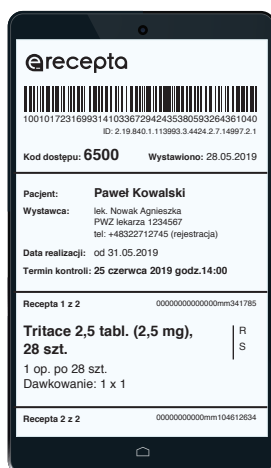 erecepta
10010172316993141033672942435380593264361040
ID: 2.19.840.1.113993.3.4424.2.7.14997.2.1
Kod dostępu: 6500 Wystawiono: 28.05.2019
Pacjent: Paweł Kowalski
Wystawca: lek. Nowak Agnieszka
PWZ lekarza 1234567
tel: +48322712745 (rejestracja)
Data realizacji: od 31.05.2019
Termin kontroli: 25 czerwca 2019 godz.14:00
Recepta 1 z 2 00000000000000mm341785
Tritace 2,5 tabl. (2,5 mg), R
28 szt. S
1 op. po 28 szt.
Dawkowanie: 1 x 1
Recepta 2 z 2 00000000000mm104612634